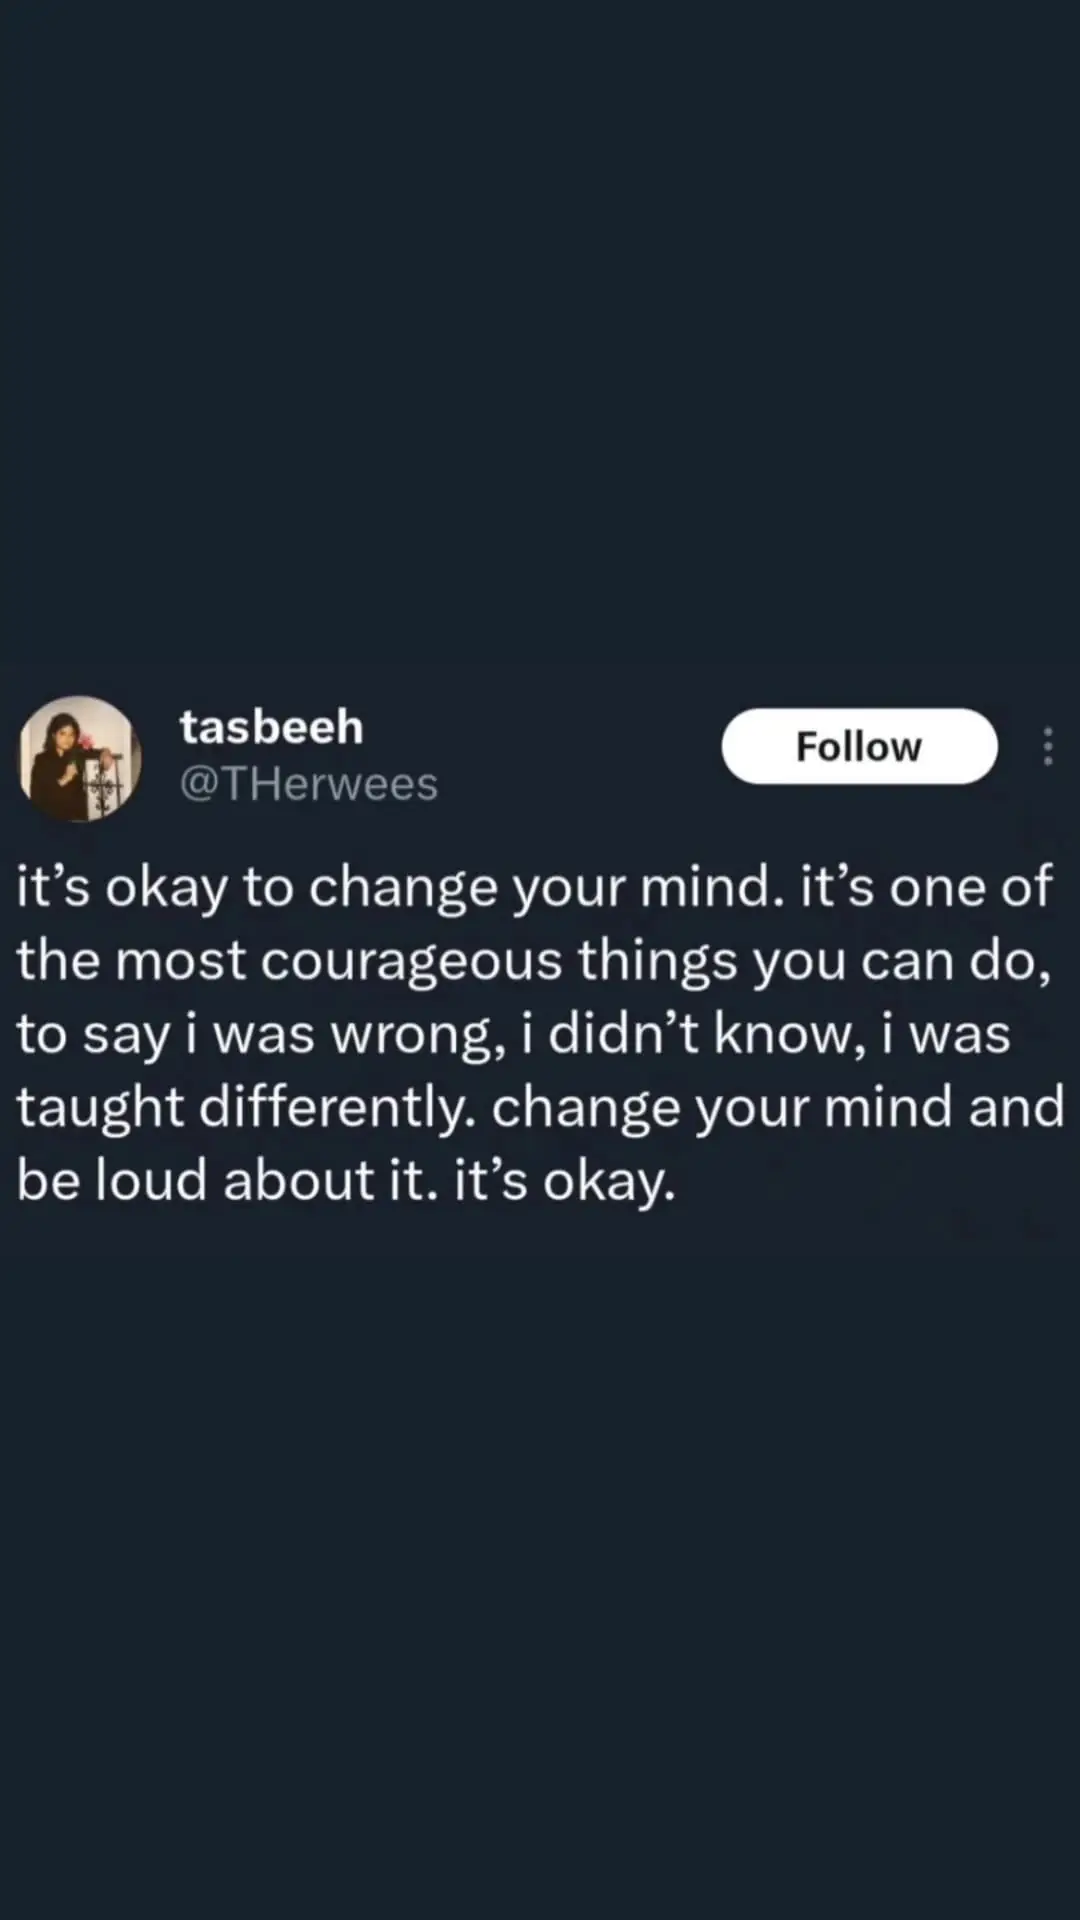 tasbeeh
@THerwees
Follow
it’s okay to change your mind. it’s one of
the most courageous things you can do,
to say i was wrong, i didn’t know, i was
taught differently. change your mind and
be loud about it. it’s okay.